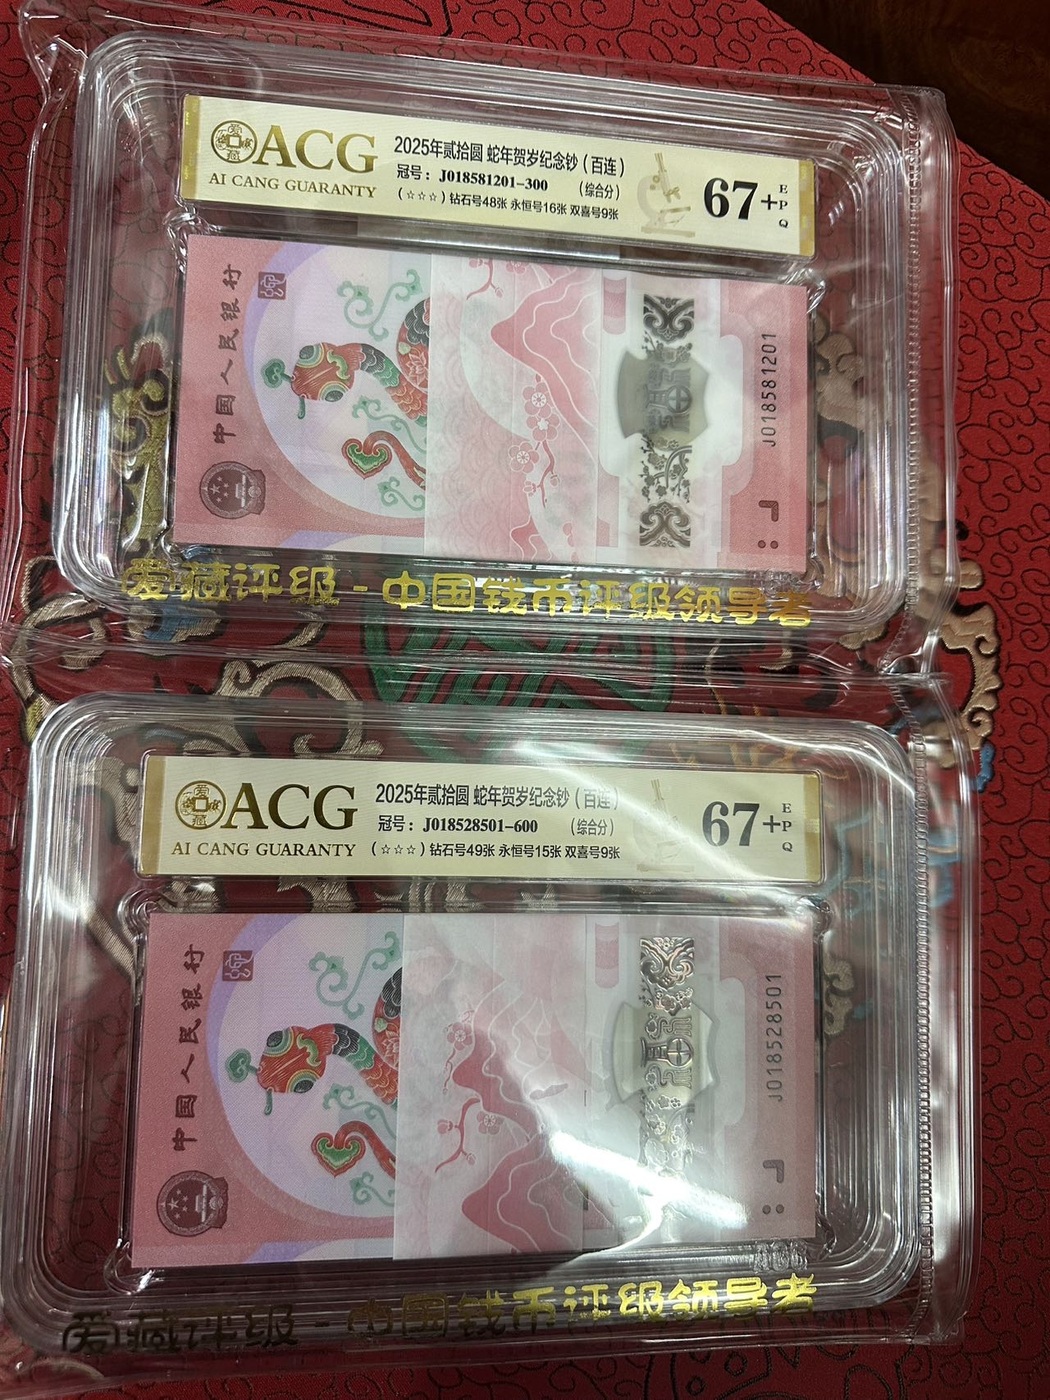 ACG
AI CANG GUARANTY
2025年贰拾圆 蛇年贺岁纪念钞（百连）
冠号：J018581201-300 （综合分）
（☆☆☆）钻石号48张 永恒号16张 双喜号9张
67+
EPQ
中国人民银行
J018581201
爱藏评级-中国钱币评级领导者
ACG
AI CANG GUARANTY
2025年贰拾圆 蛇年贺岁纪念钞（百连）
冠号：J018528501-600 （综合分）
（☆☆☆）钻石号49张 永恒号15张 双喜号9张
67+
EPQ
中国人民银行
J018528501
爱藏评级-中国钱币评级领导者